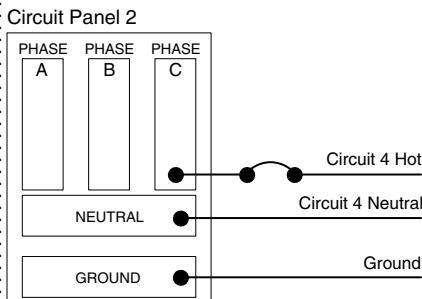 Circuit Panel 2
PHASE A
PHASE B
PHASE C
Circuit 4 Hot
NEUTRAL
Circuit 4 Neutral
GROUND
Ground